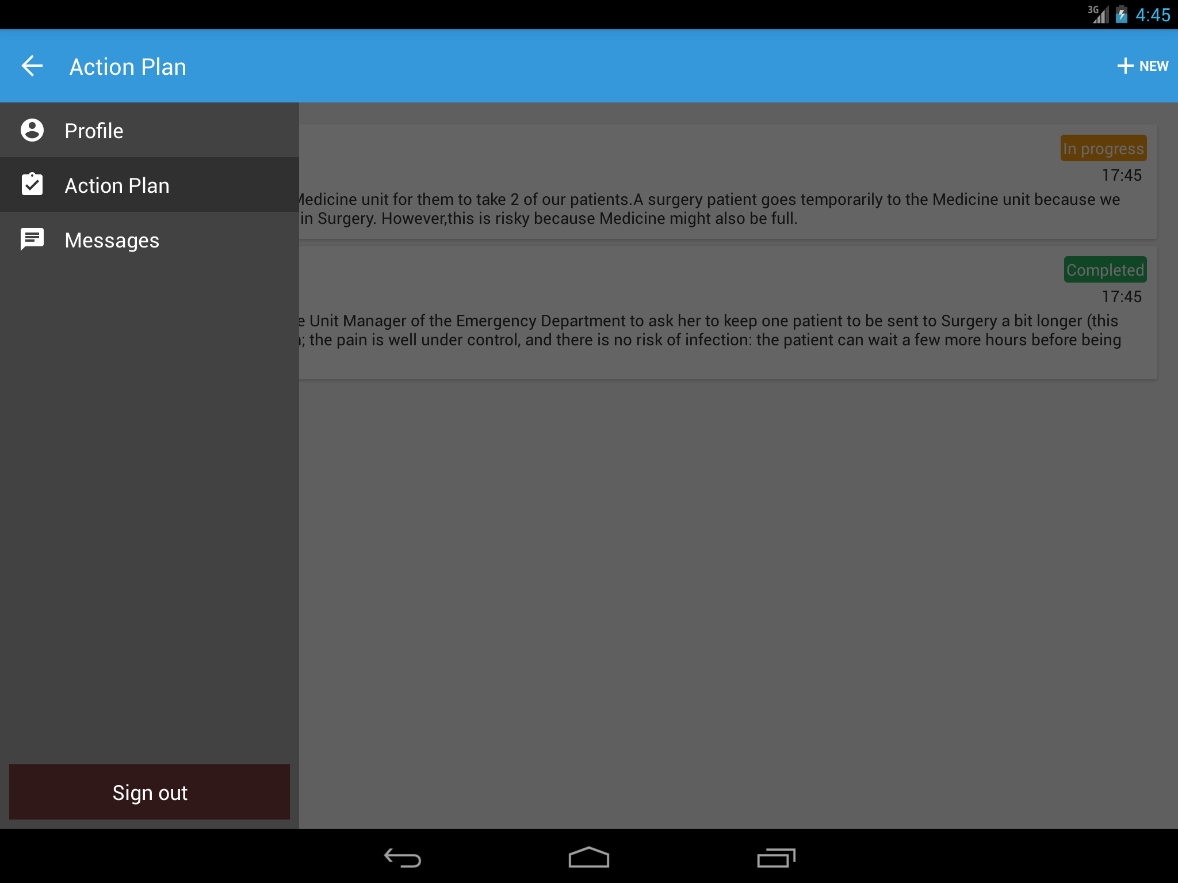 3G 4:45
Action Plan
+ NEW
Profile
Action Plan
Messages
In progress
17:45
Medicine unit for them to take 2 of our patients.A surgery patient goes temporarily to the Medicine unit because we
in Surgery. However,this is risky because Medicine might also be full.
Completed
17:45
e Unit Manager of the Emergency Department to ask her to keep one patient to be sent to Surgery a bit longer (this
; the pain is well under control, and there is no risk of infection: the patient can wait a few more hours before being
Sign out